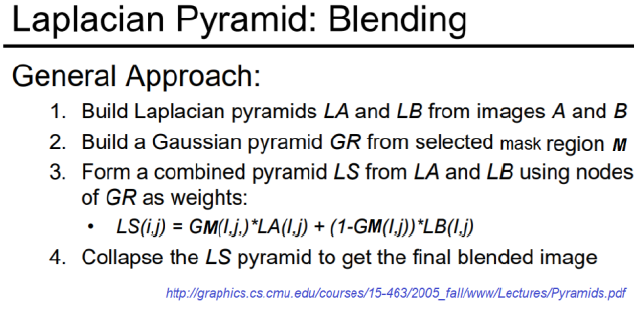 Laplacian Pyramid: Blending
General Approach:
1. Build Laplacian pyramids LA and LB from images A and B
2. Build a Gaussian pyramid GR from selected mask region M
3. Form a combined pyramid LS from LA and LB using nodes
of GR as weights:
• LS(i,j) = GM(I,j,)*LA(I,j) + (1-GM(I,j))*LB(I,j)
4. Collapse the LS pyramid to get the final blended image
http://graphics.cs.cmu.edu/courses/15-463/2005_fall/www/Lectures/Pyramids.pdf